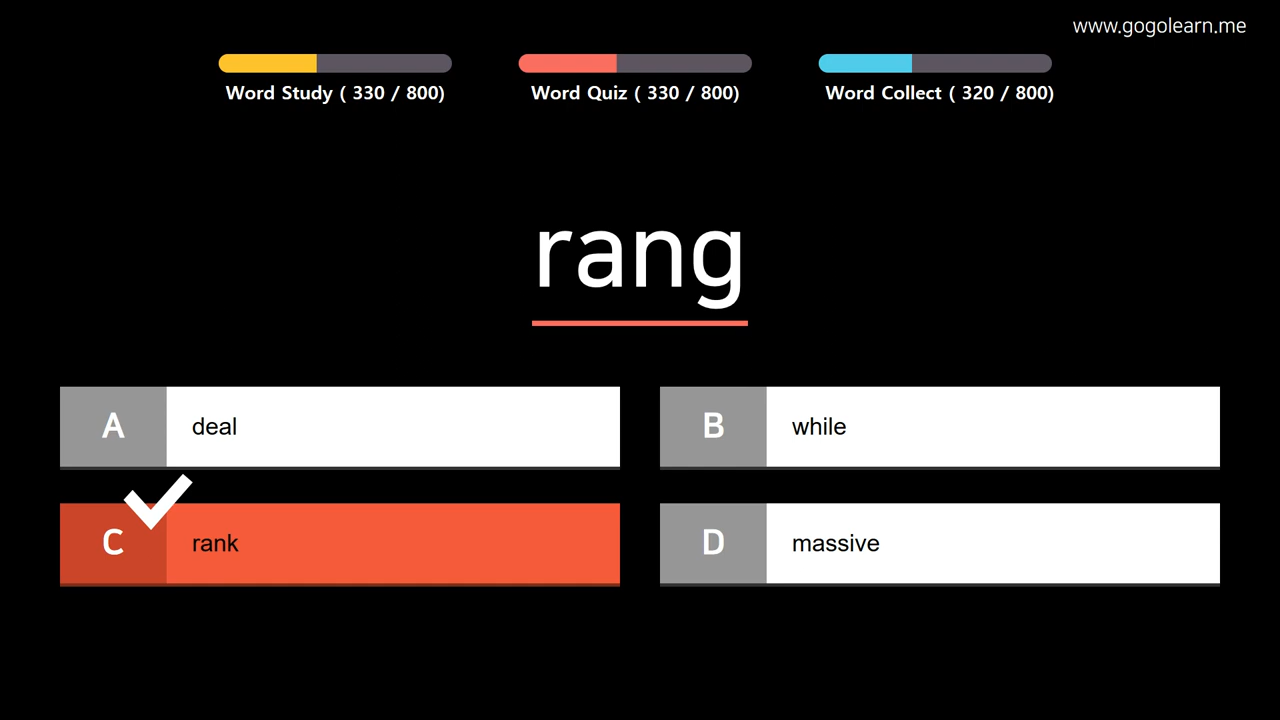 www.gogolearn.me
Word Study ( 330 / 800)
Word Quiz ( 330 / 800)
Word Collect ( 320 / 800)
rang
A deal
B while
C rank
D massive